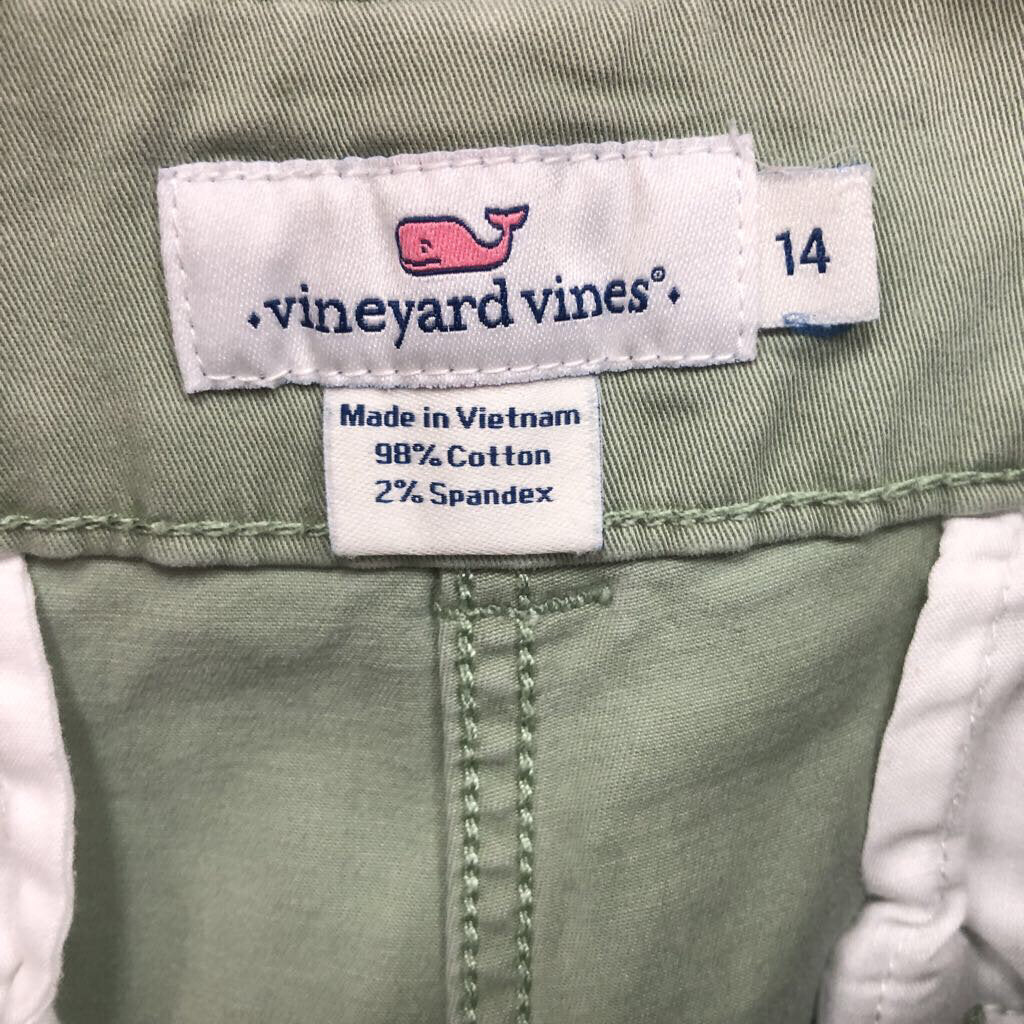 vineyard vines®
14
Made in Vietnam
98% Cotton
2% Spandex